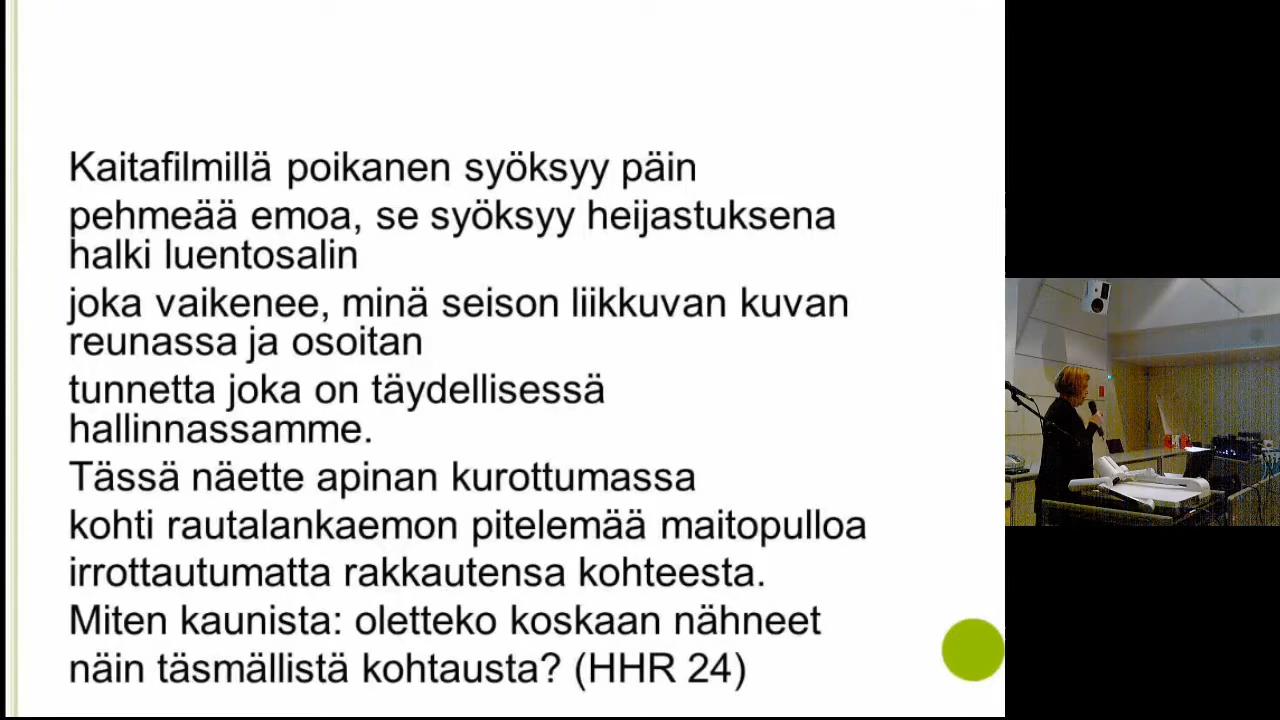 Kaitafilmillä poikanen syöksyy päin
pehmeää emoa, se syöksyy heijastuksena
halki luentosalin
joka vaikenee, minä seison liikkuvan kuvan
reunassa ja osoitan
tunnetta joka on täydellisessä
hallinnassamme.
Tässä näette apinan kurottumassa
kohti rautalankaemon pitelemää maitopulloa
irrottautumatta rakkautensa kohteesta.
Miten kaunista: oletteko koskaan nähneet
näin täsmällistä kohtausta? (HHR 24)